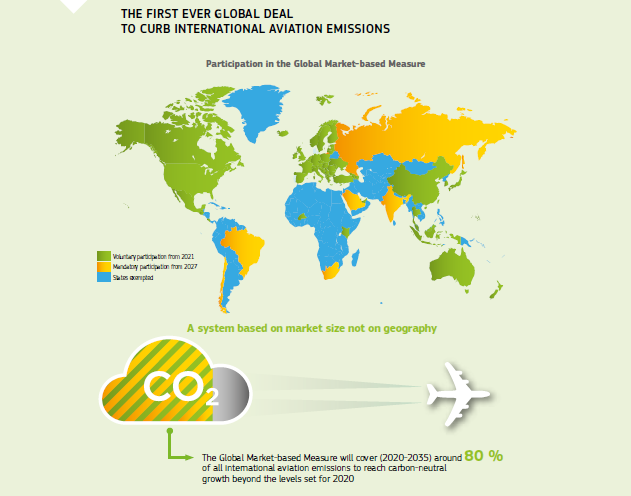 THE FIRST EVER GLOBAL DEAL
TO CURB INTERNATIONAL AVIATION EMISSIONS
Participation in the Global Market-based Measure
Voluntary participation from 2021
Mandatory participation from 2027
States exempted
A system based on market size not on geography
CO2
The Global Market-based Measure will cover (2020-2035) around 80 %
of all international aviation emissions to reach carbon-neutral
growth beyond the levels set for 2020